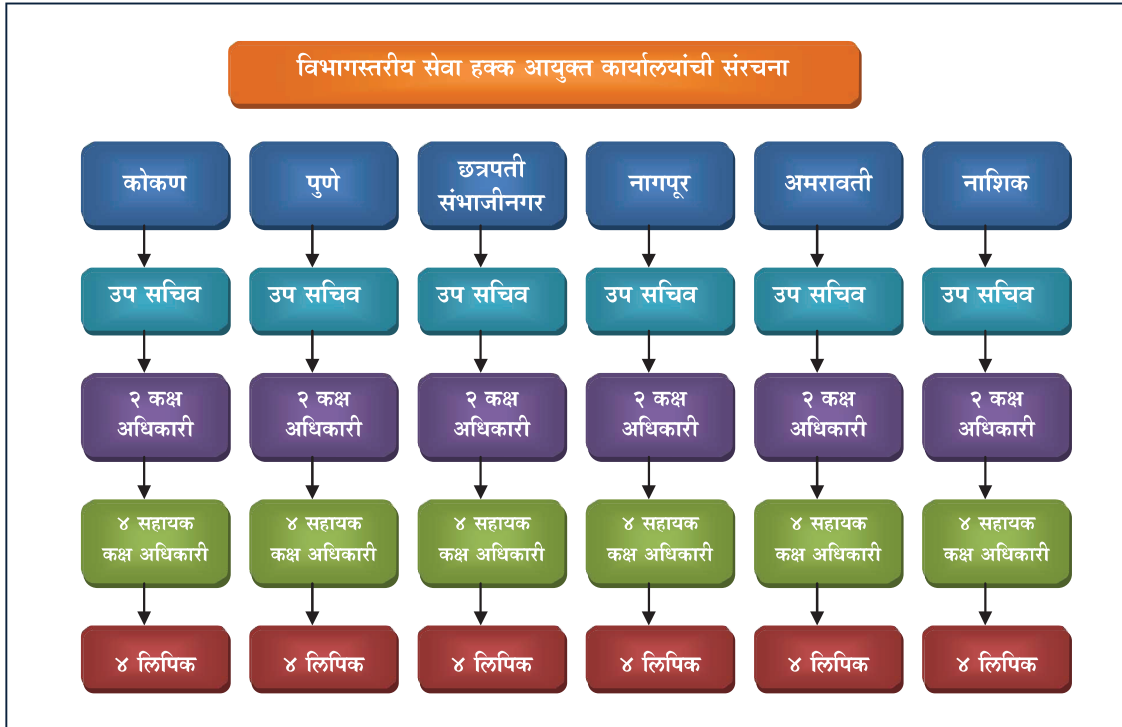 विभागस्तरीय सेवा हक्क आयुक्त कार्यालयांची संरचना
कोकण
पुणे
छत्रपती
संभाजीनगर
नागपूर
अमरावती
नाशिक
उप सचिव
उप सचिव
उप सचिव
उप सचिव
उप सचिव
उप सचिव
२ कक्ष
अधिकारी
२ कक्ष
अधिकारी
२ कक्ष
अधिकारी
२ कक्ष
अधिकारी
२ कक्ष
अधिकारी
२ कक्ष
अधिकारी
४ सहायक
कक्ष अधिकारी
४ सहायक
कक्ष अधिकारी
४ सहायक
कक्ष अधिकारी
४ सहायक
कक्ष अधिकारी
४ सहायक
कक्ष अधिकारी
४ सहायक
कक्ष अधिकारी
४ लिपिक
४ लिपिक
४ लिपिक
४ लिपिक
४ लिपिक
४ लिपिक